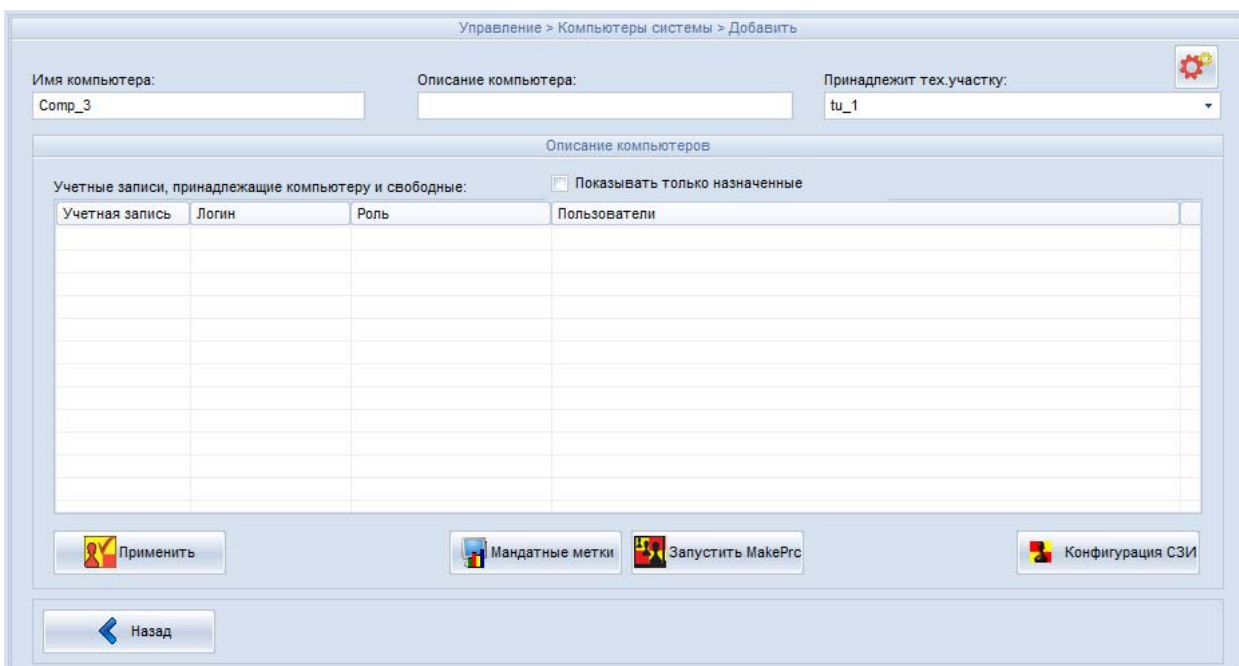 Управление > Компьютеры системы > Добавить
Имя компьютера: Описание компьютера: Принадлежит тех.участку:
Comp_3 tu_1
Описание компьютеров
Учетные записи, принадлежащие компьютеру и свободные: Показывать только назначенные
Учетная запись Логин Роль Пользователи
Применить Мандатные метки Запустить MakePrc Конфигурация СЗИ
Назад